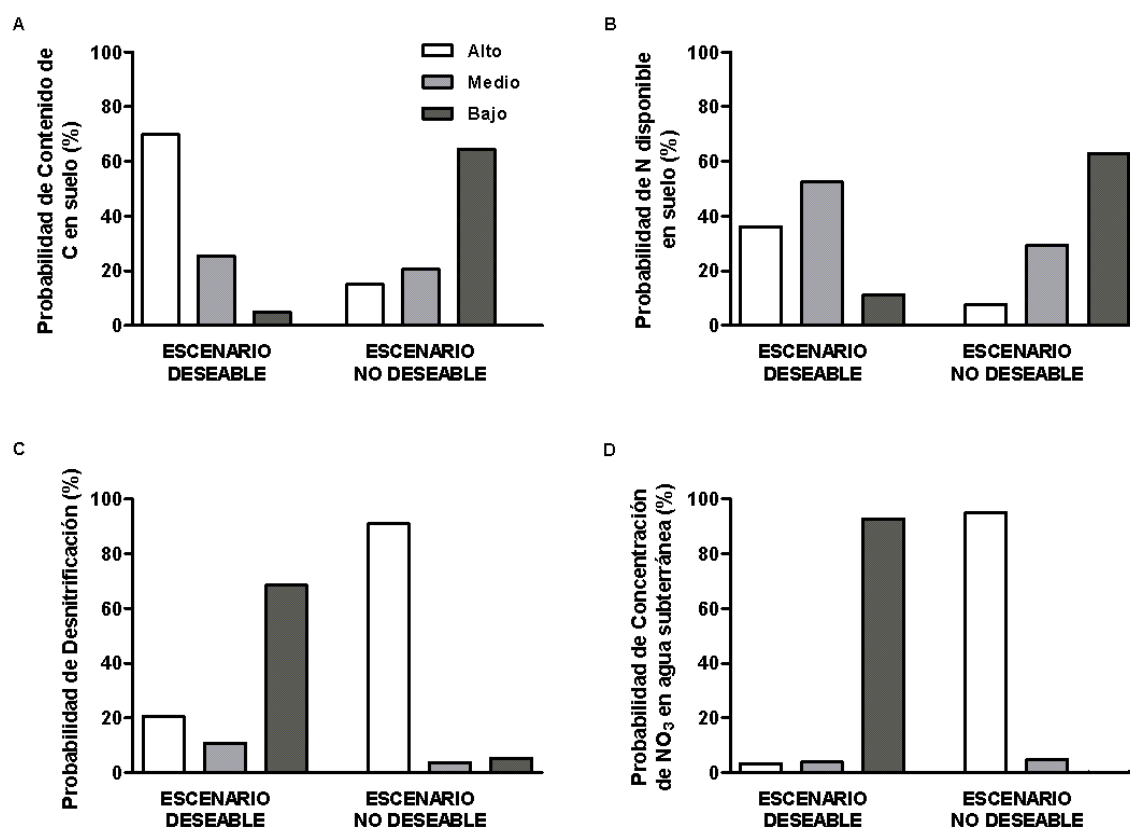 A
Probabilidad de Contenido de
C en suelo (%)
100
80
60
40
20
0
Alto
Medio
Bajo
ESCENARIO
DESEABLE
ESCENARIO
NO DESEABLE
B
Probabilidad de N disponible
en suelo (%)
100
80
60
40
20
0
ESCENARIO
DESEABLE
ESCENARIO
NO DESEABLE
C
Probabilidad de Desnitrificación (%)
100
80
60
40
20
0
ESCENARIO
DESEABLE
ESCENARIO
NO DESEABLE
D
Probabilidad de Concentración
de NO₃ en agua subterránea (%)
100
80
60
40
20
0
ESCENARIO
DESEABLE
ESCENARIO
NO DESEABLE